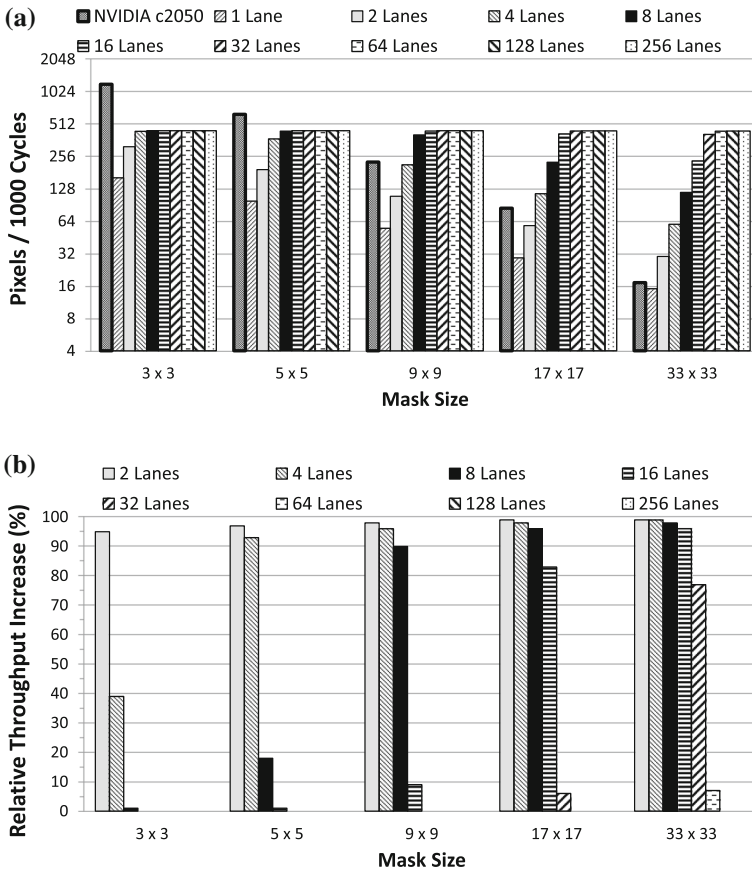 (a)
NVIDIA c2050 1 Lane 2 Lanes 4 Lanes 8 Lanes
16 Lanes 32 Lanes 64 Lanes 128 Lanes 256 Lanes
Pixels / 1000 Cycles
2048
1024
512
256
128
64
32
16
8
4
3 x 3 5 x 5 9 x 9 17 x 17 33 x 33
Mask Size
(b)
2 Lanes 4 Lanes 8 Lanes 16 Lanes
32 Lanes 64 Lanes 128 Lanes 256 Lanes
Relative Throughput Increase (%)
100
90
80
70
60
50
40
30
20
10
0
3 x 3 5 x 5 9 x 9 17 x 17 33 x 33
Mask Size